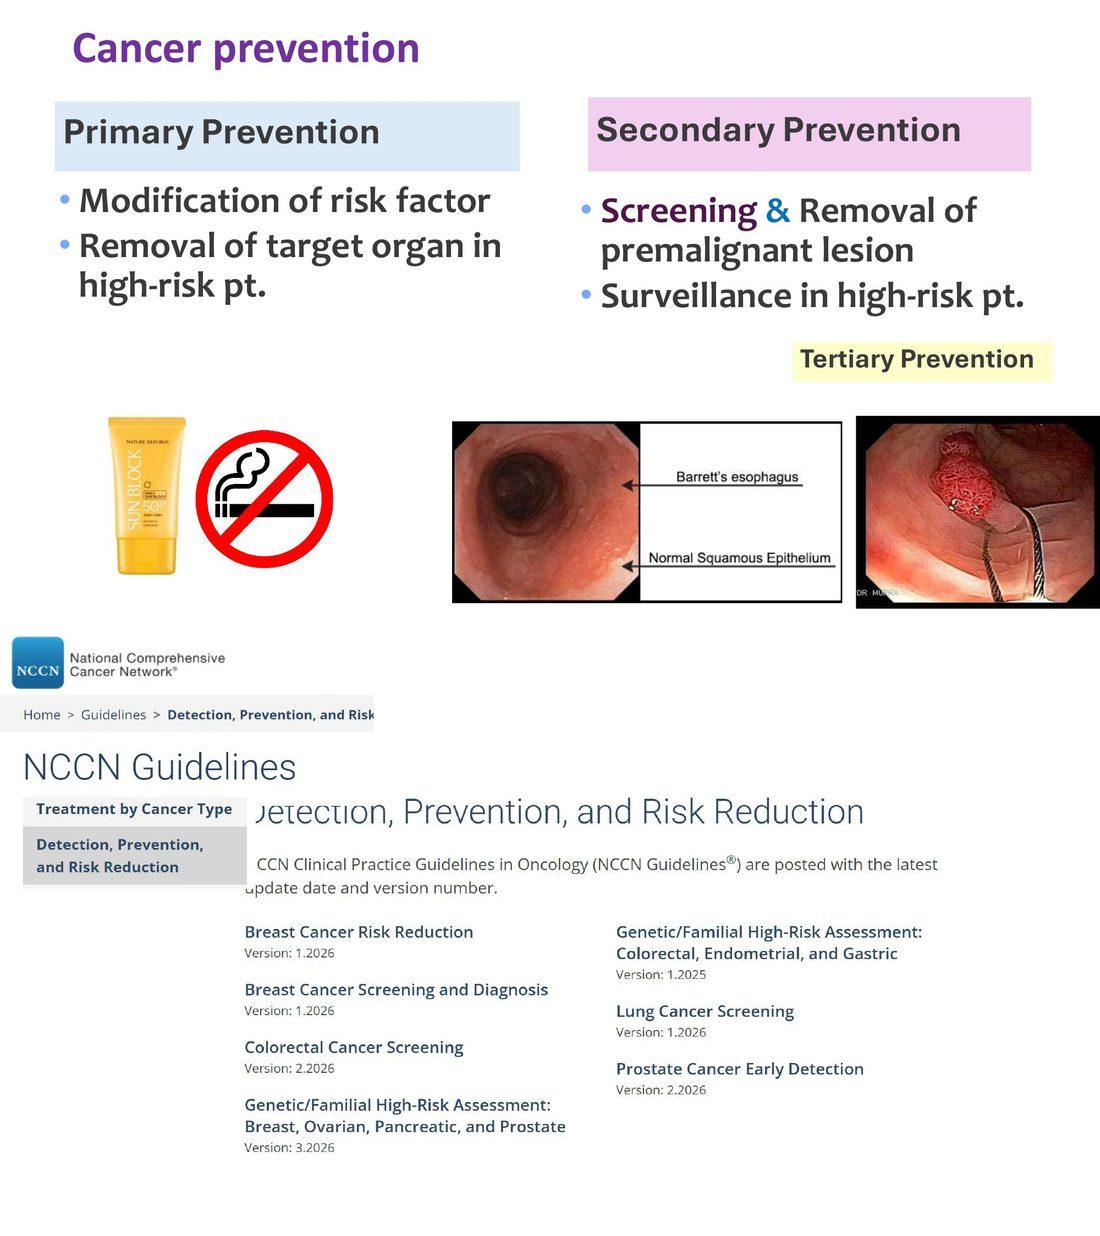 Cancer prevention
Primary Prevention
• Modification of risk factor
• Removal of target organ in
high-risk pt.
Secondary Prevention
• Screening & Removal of
premalignant lesion
• Surveillance in high-risk pt.
Tertiary Prevention
NATURE REPUBLIC
SUN BLOCK
50
Barrett's esophagus
Normal Squamous Epithelium
NCCN
National Comprehensive
Cancer Network®
Home > Guidelines > Detection, Prevention, and Risk
NCCN Guidelines
Treatment by Cancer Type
Detection, Prevention,
and Risk Reduction
Detection, Prevention, and Risk Reduction
CCN Clinical Practice Guidelines in Oncology (NCCN Guidelines®) are posted with the latest
update date and version number.
Breast Cancer Risk Reduction
Version: 1.2026
Breast Cancer Screening and Diagnosis
Version: 1.2026
Colorectal Cancer Screening
Version: 2.2026
Genetic/Familial High-Risk Assessment:
Breast, Ovarian, Pancreatic, and Prostate
Version: 3.2026
Genetic/Familial High-Risk Assessment:
Colorectal, Endometrial, and Gastric
Version: 1.2025
Lung Cancer Screening
Version: 1.2026
Prostate Cancer Early Detection
Version: 2.2026